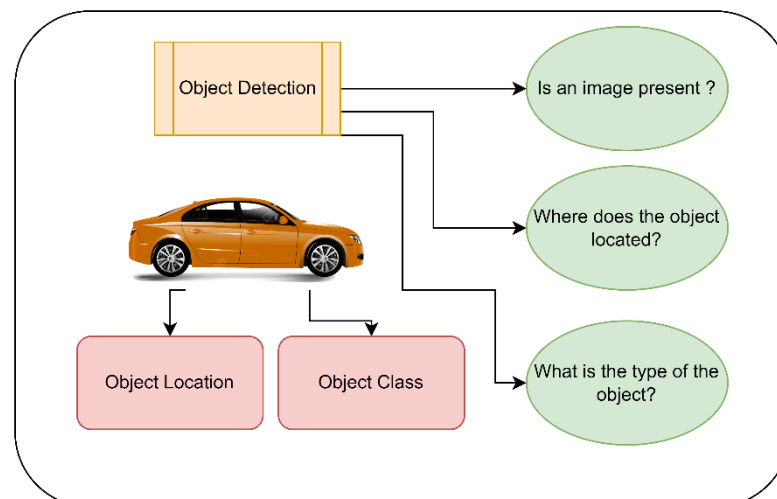 Object Detection
Is an image present ?
Where does the object
located?
What is the type of the
object?
Object Location
Object Class